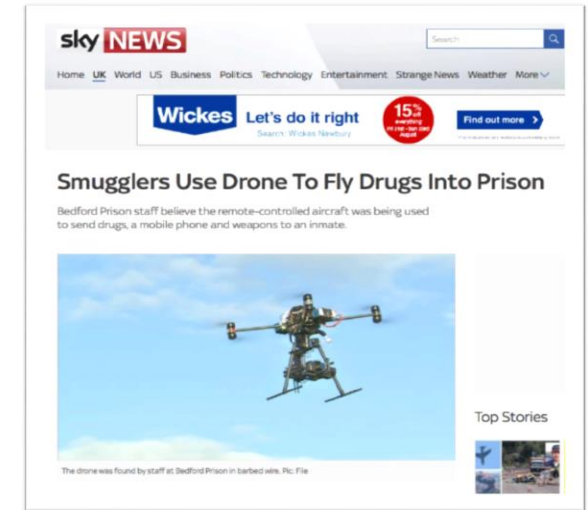 sky NEWS
Search
Home UK World US Business Politics Technology Entertainment Strange News Weather More
Wickes
Let's do it right
Search: Wickes Newbury
15%
off
everything
August
Find out more
Smugglers Use Drone To Fly Drugs Into Prison
Bedford Prison staff believe the remote-controlled aircraft was being used
to send drugs, a mobile phone and weapons to an inmate.
The drone was found by staff at Bedford Prison in barbed wire. Pic: File
Top Stories